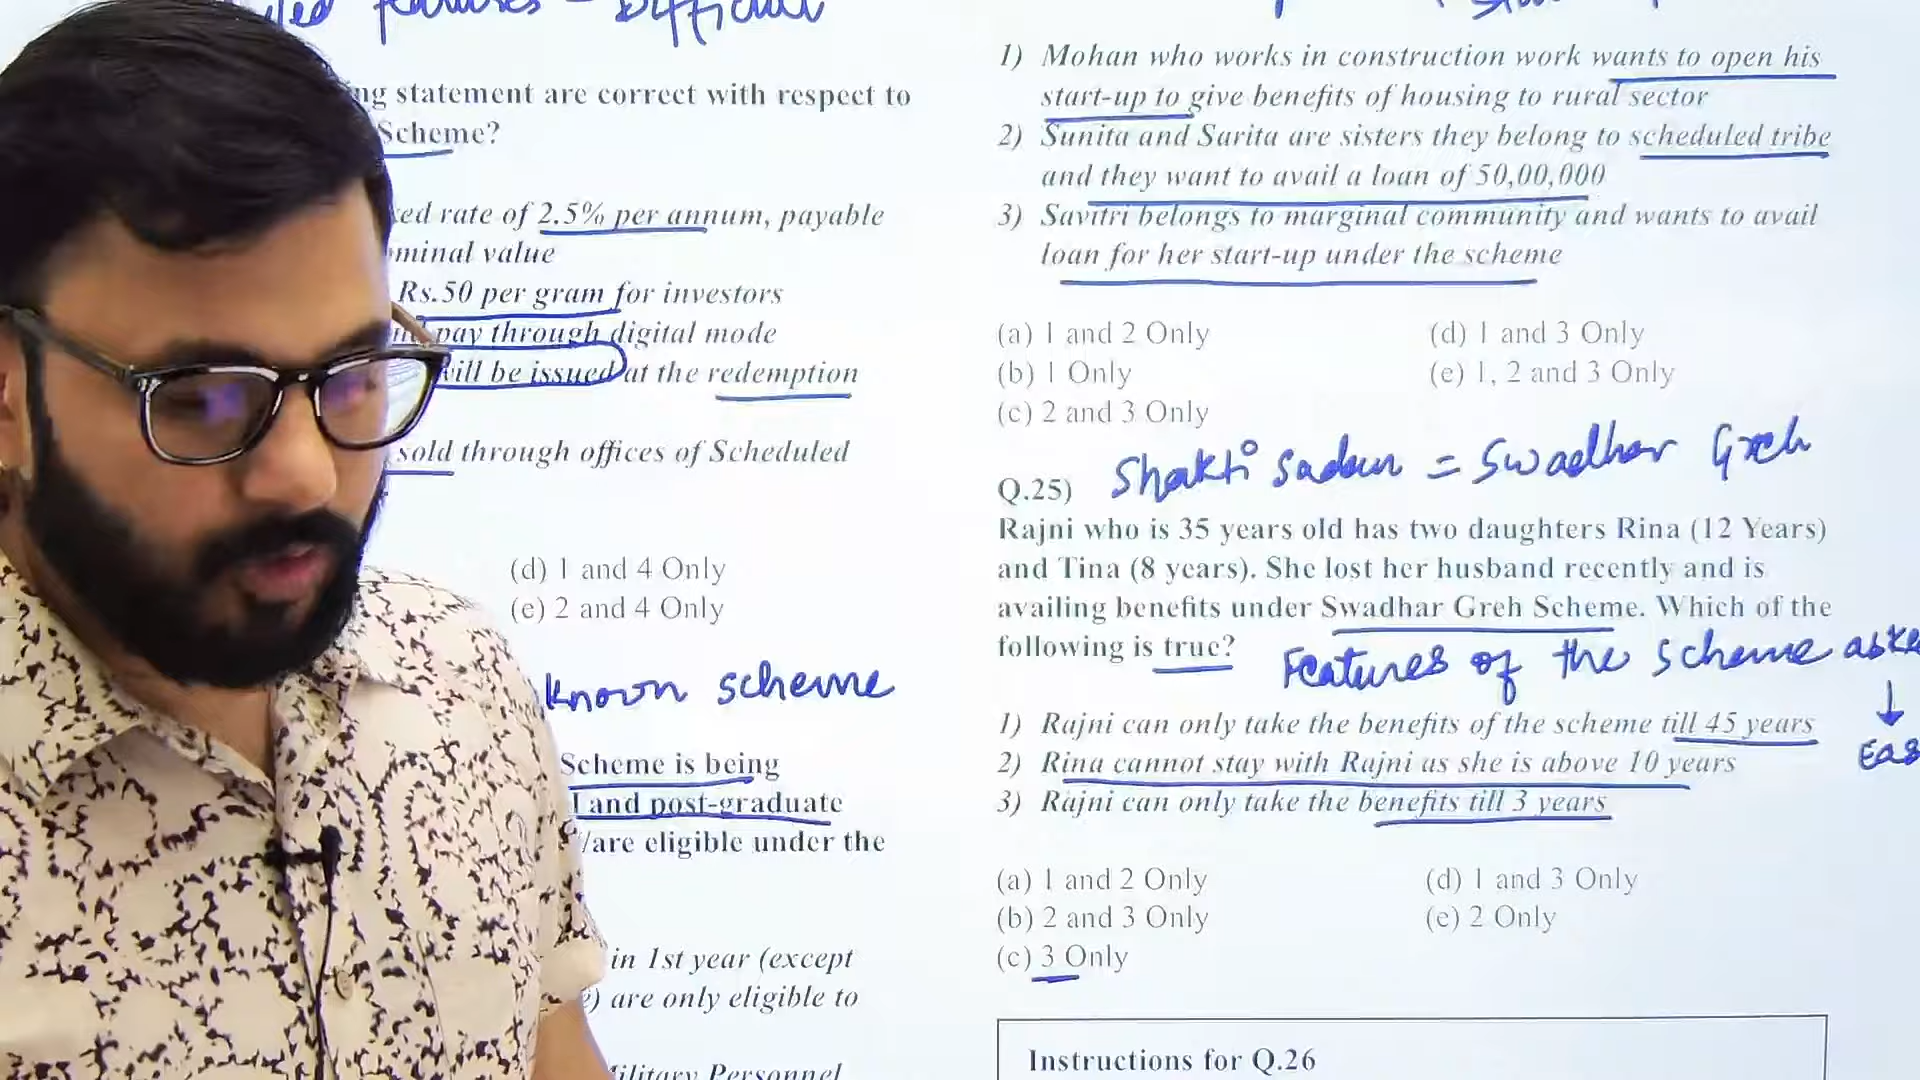 ng statement are correct with respect to
Scheme?
ed rate of 2.5% per annum, payable
minal value
Rs.50 per gram for investors
pay through digital mode
will be issued at the redemption
sold through offices of Scheduled
(d) 1 and 4 Only
(e) 2 and 4 Only
known scheme
Scheme is being
and post-graduate
/are eligible under the
in 1st year (except
) are only eligible to
Military Personnel
1) Mohan who works in construction work wants to open his
start-up to give benefits of housing to rural sector
2) Sunita and Sarita are sisters they belong to scheduled tribe
and they want to avail a loan of 50,00,000
3) Savitri belongs to marginal community and wants to avail
loan for her start-up under the scheme
(a) 1 and 2 Only (d) 1 and 3 Only
(b) 1 Only (e) 1, 2 and 3 Only
(c) 2 and 3 Only
Shakti Sadan = Swadhar Greh
Q.25)
Rajni who is 35 years old has two daughters Rina (12 Years)
and Tina (8 years). She lost her husband recently and is
availing benefits under Swadhar Greh Scheme. Which of the
following is true? Features of the scheme aske
1) Rajni can only take the benefits of the scheme till 45 years
2) Rina cannot stay with Rajni as she is above 10 years Eas
3) Rajni can only take the benefits till 3 years
(a) 1 and 2 Only (d) 1 and 3 Only
(b) 2 and 3 Only (e) 2 Only
(c) 3 Only
Instructions for Q.26